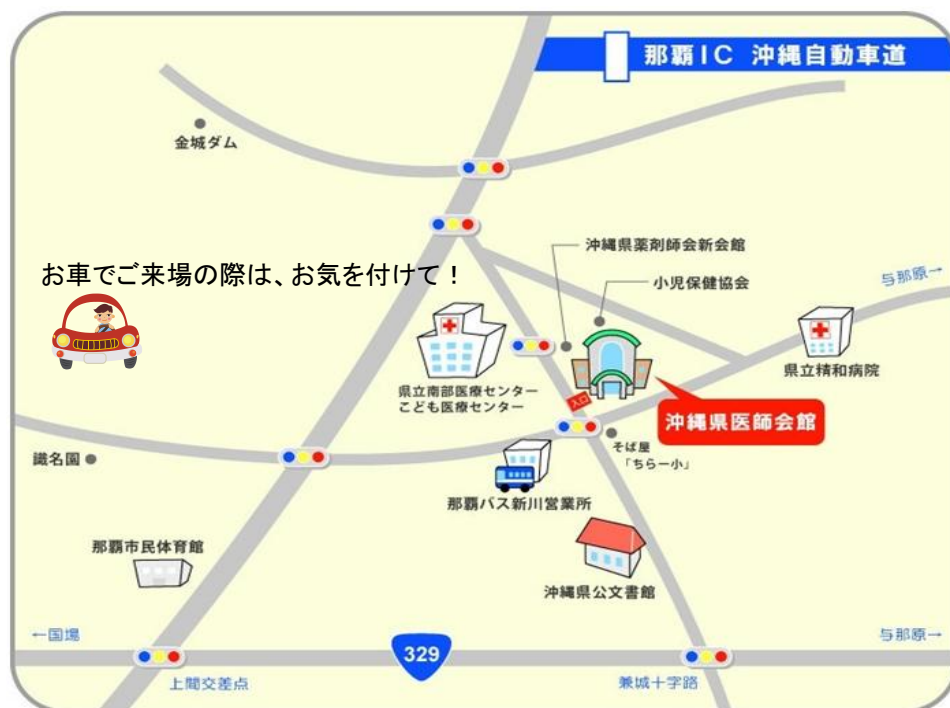 那覇IC 沖縄自動車道
金城ダム
沖縄県薬剤師会新会館
お車でご来場の際は、お気を付けて！
小児保健協会
与那原→
県立精和病院
県立南部医療センター
こども医療センター
入口
沖縄県医師会館
そば屋
「ちらー小」
識名園
那覇バス新川営業所
那覇市民体育館
沖縄県公文書館
←国場
329
与那原→
上間交差点
兼城十字路